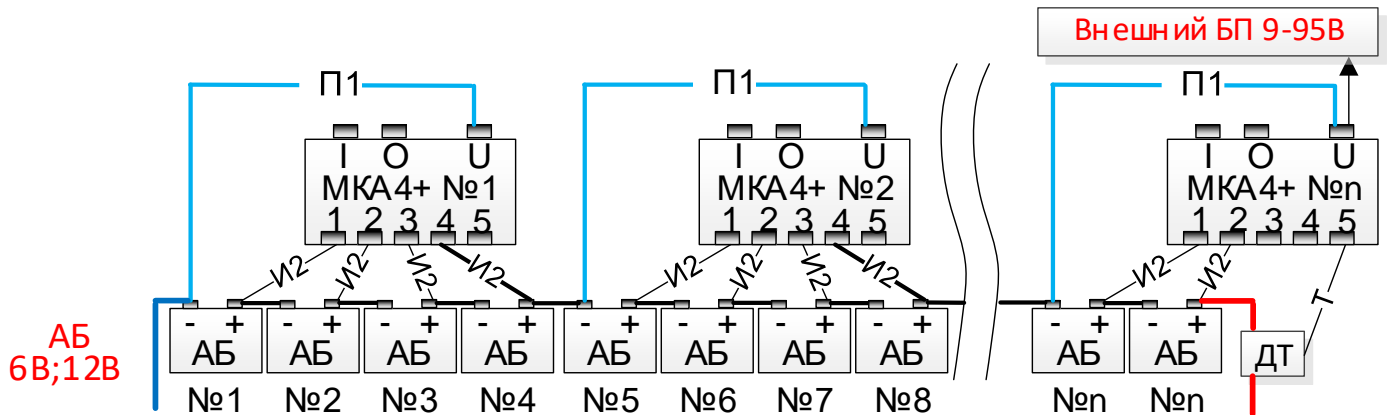 Внешний БП 9-95В
П1 П1 П1
I O U I O U I O U
МКА4+ №1 МКА4+ №2 МКА4+ №n
1 2 3 4 5 1 2 3 4 5 1 2 3 4 5
И2 И2 И2 И2 И2 И2 И2 И2 И2 И2 Т
- + - + - + - + - + - + - + - + - + - +
АБ
6В;12В
АБ АБ АБ АБ АБ АБ АБ АБ АБ АБ ДТ
№1 №2 №3 №4 №5 №6 №7 №8 №n №n